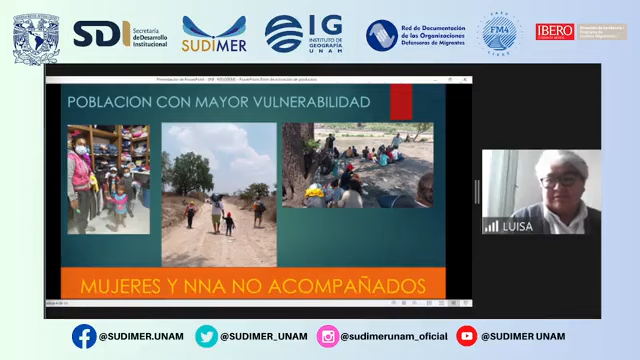 SDI
Secretaría
de Desarrollo
Institucional
SUDIMER
IG
INSTITUTO DE
GEOGRAFÍA
UNAM
Red de Documentación
de las Organizaciones
Defensoras de Migrantes
FM4
IBERO
POBLACION CON MAYOR VULNERABILIDAD
LUISA
MUJERES Y NNA NO ACOMPAÑADOS
@SUDIMER.UNAM
@SUDIMER_UNAM
@sudimerunam_oficial
@SUDIMER UNAM